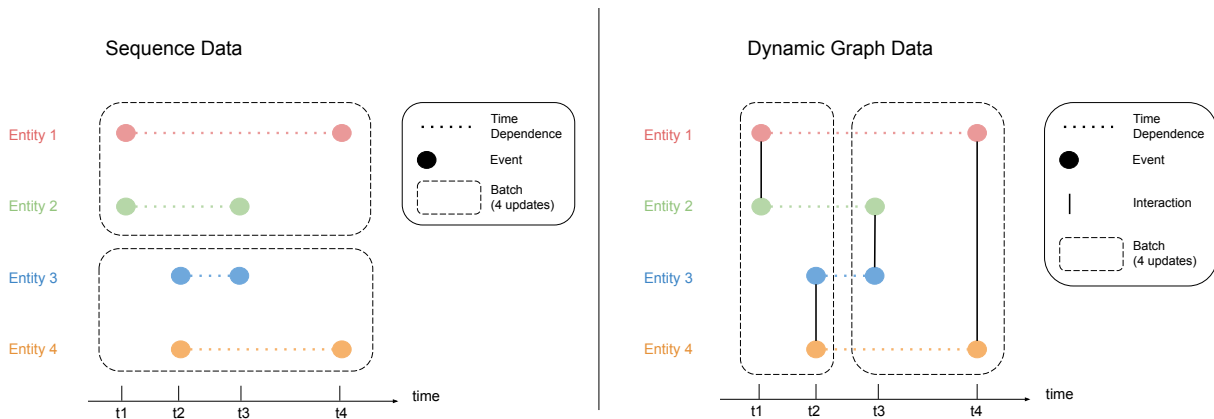 Sequence Data
Entity 1
Entity 2
Entity 3
Entity 4
Time
Dependence
Event
Batch
(4 updates)
t1
t2
t3
t4
time
Dynamic Graph Data
Entity 1
Entity 2
Entity 3
Entity 4
Time
Dependence
Event
Interaction
Batch
(4 updates)
t1
t2
t3
t4
time